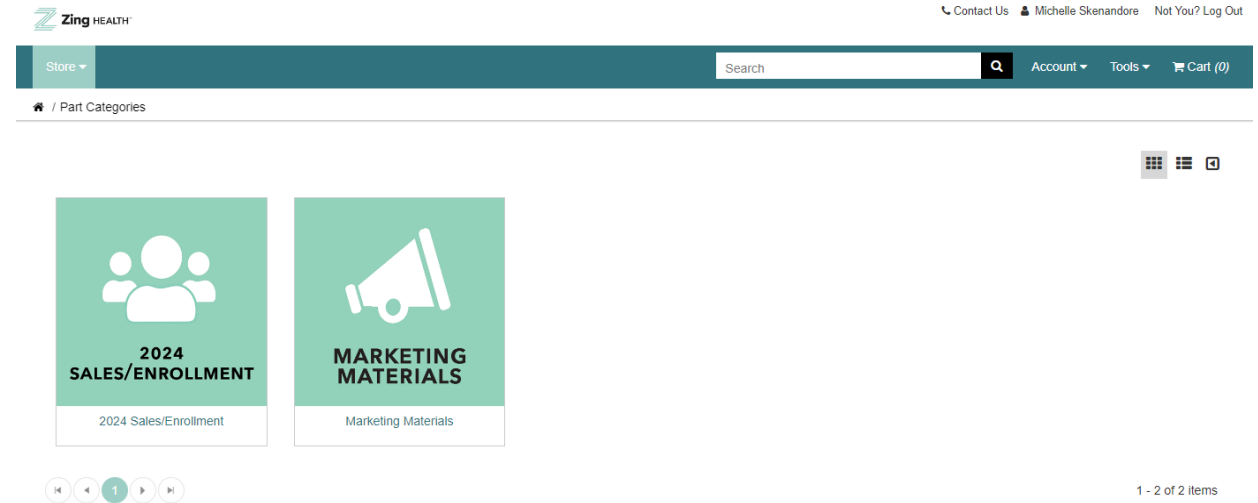 Zing HEALTH
Contact Us Michelle Skenandore Not You? Log Out
Store Search Account Tools Cart (0)
/ Part Categories
2024
SALES/ENROLLMENT
2024 Sales/Enrollment
MARKETING
MATERIALS
Marketing Materials
1
1 - 2 of 2 items